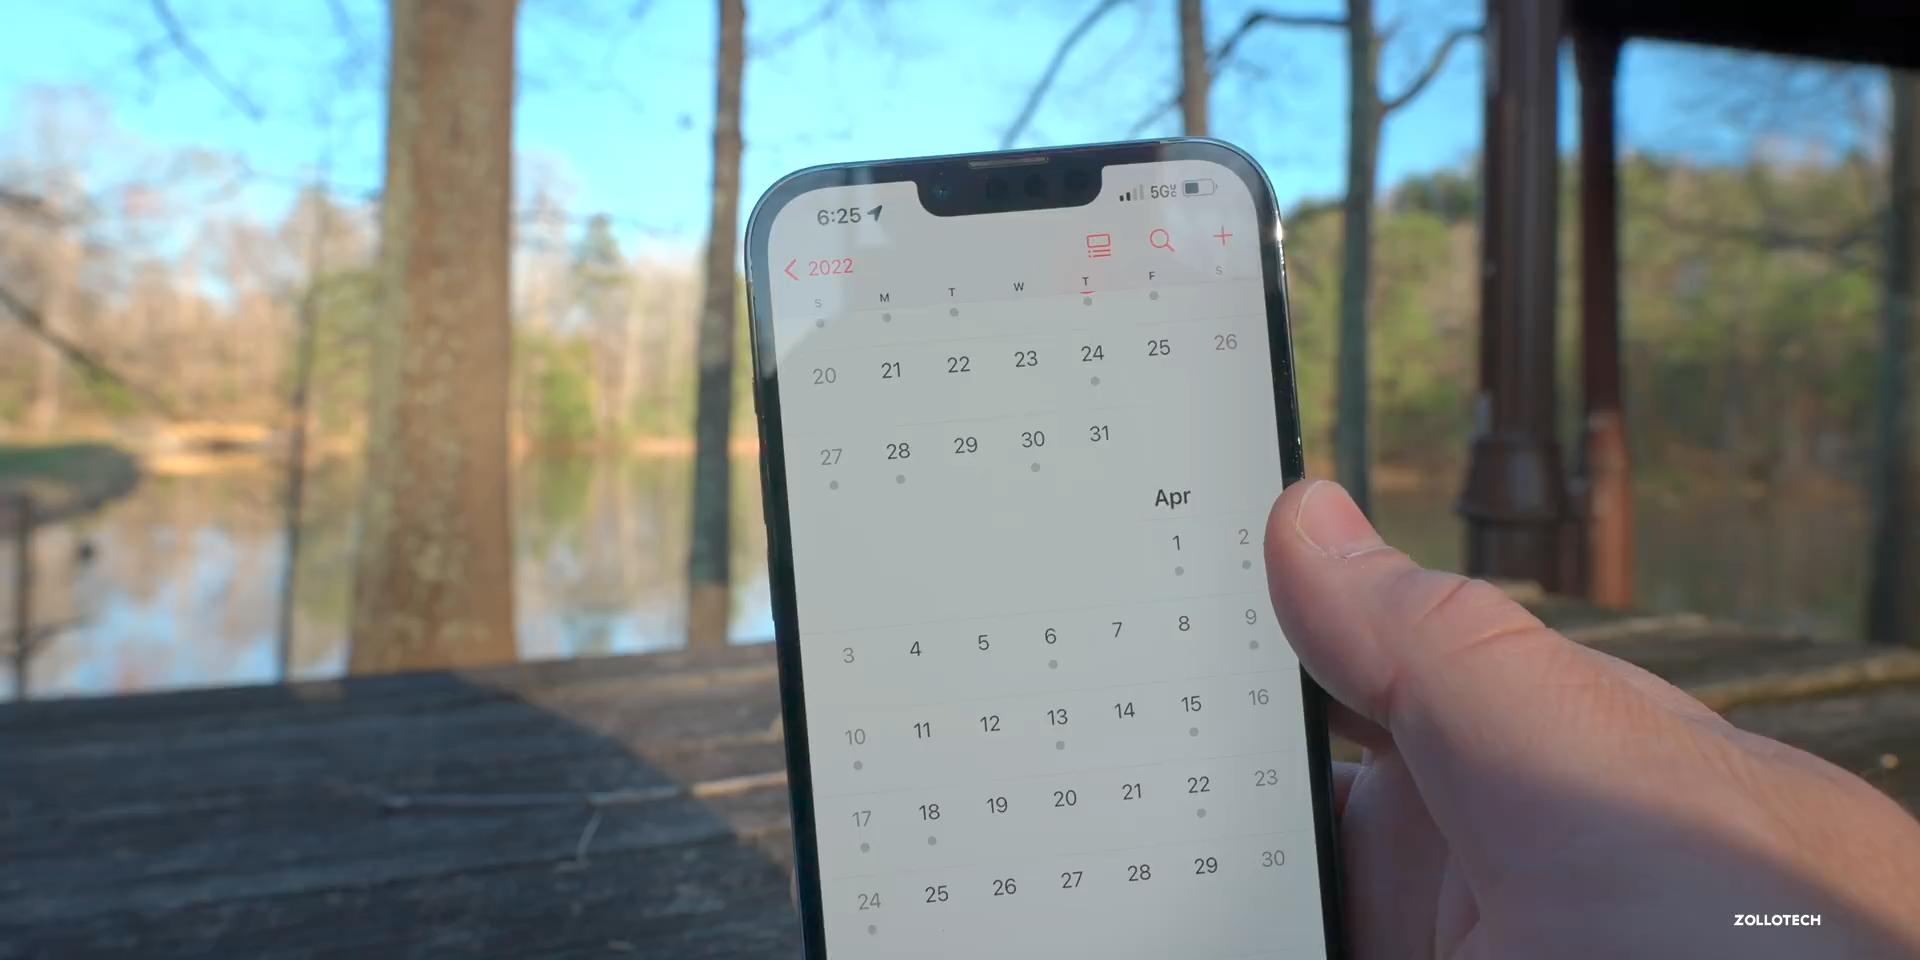 6:25 5G
2022
S M T W T F S
20 21 22 23 24 25 26
27 28 29 30 31
Apr
1 2
3 4 5 6 7 8 9
10 11 12 13 14 15 16
17 18 19 20 21 22 23
24 25 26 27 28 29 30
ZOLLOTECH